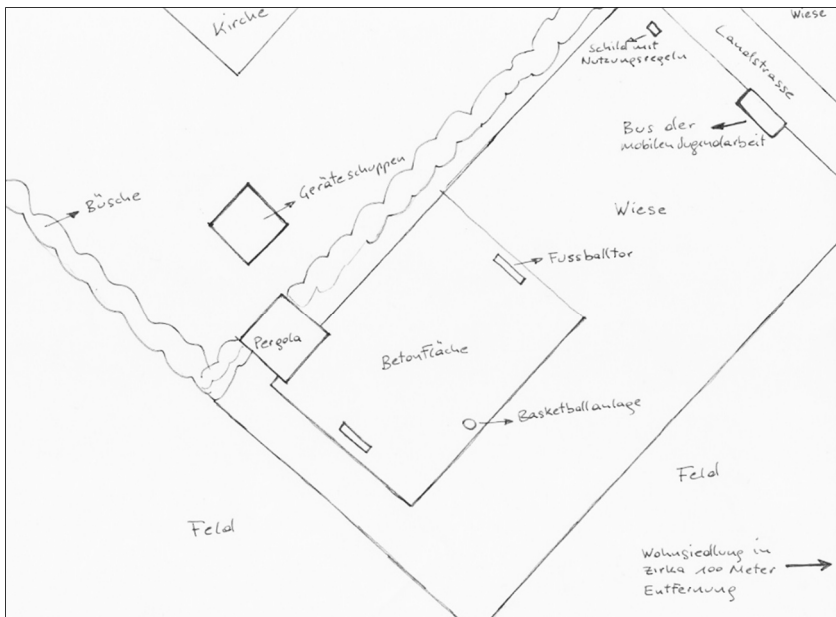 Kirche
Wiese
Landstrasse
Schild mit
Nutzungsregeln
Bus der
mobilen Jugendarbeit
Büsche
Geräteschuppen
Wiese
Fussballtor
Pergola
Betonfläche
Basketballanlage
Feld
Feld
Wohnsiedlung in
zirka 100 Meter
Entfernung